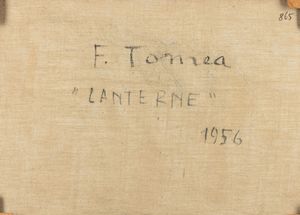 865
F. Tomea
"LANTERNE"
1956